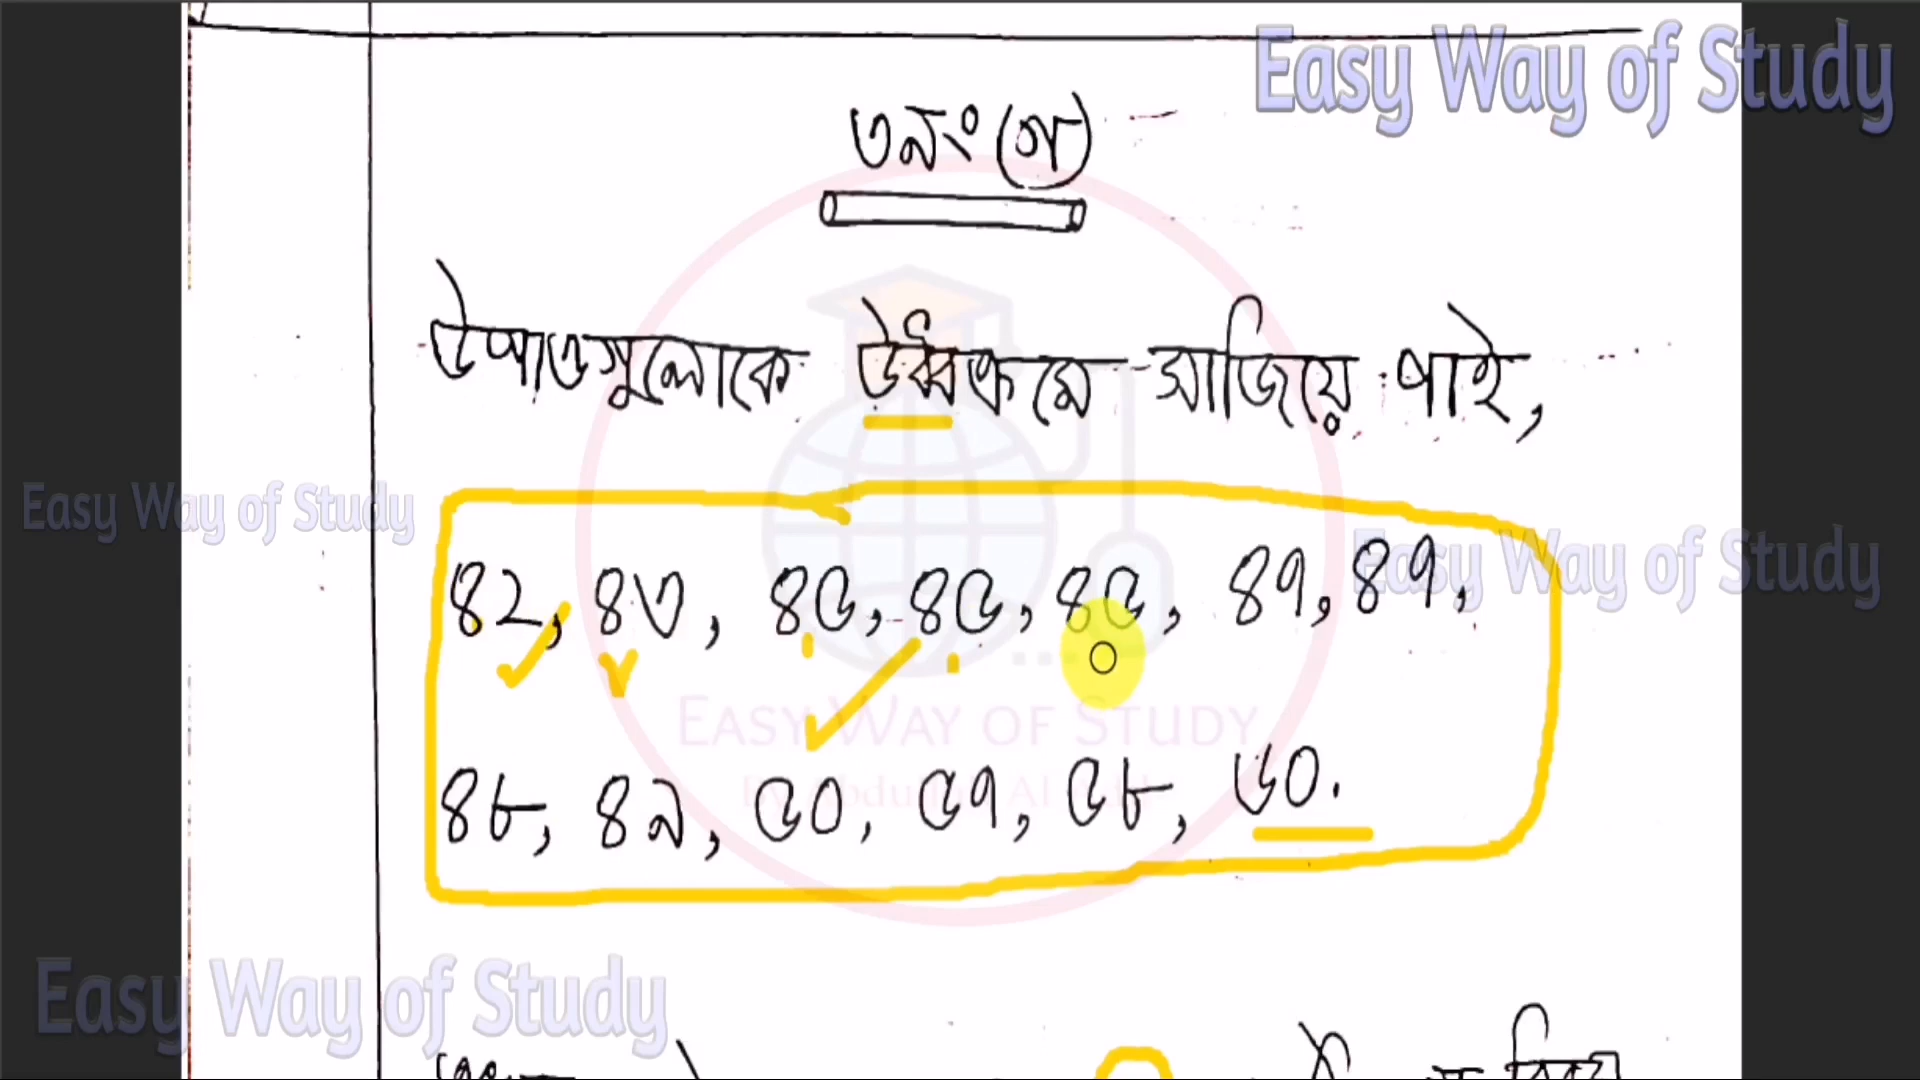 Easy Way of Study
৩নং (গ)
উপাত্তগুলোকে উর্ধ্বক্রমে সাজিয়ে পাই,
Easy Way of Study
Easy Way of Study
৪২, ৪৩, ৪৫, ৪৫, ৪৫, ৪৭, ৪৭,
EASY WAY OF STUDY
৪৮, ৪৯, ৫০, ৫৭, ৫৮, ৬০.
Easy Way of Study